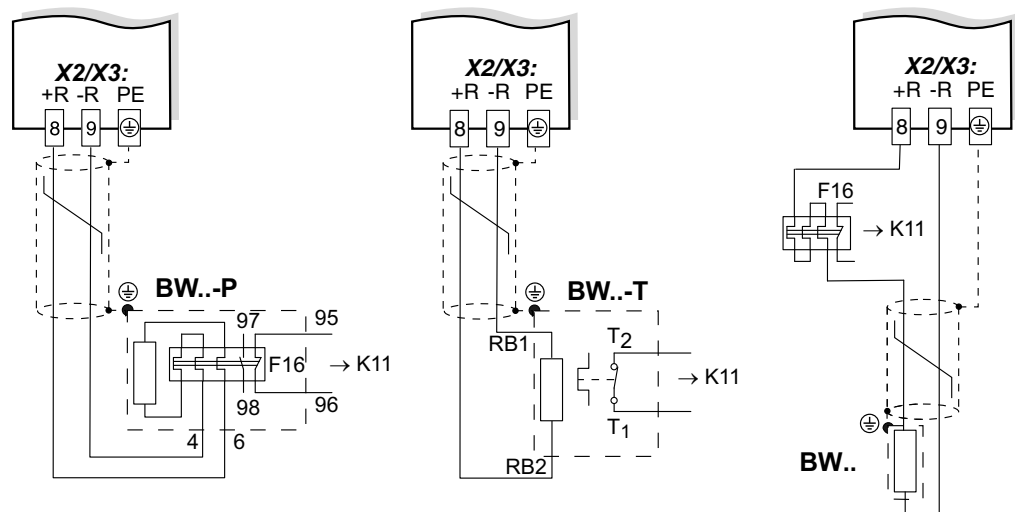 X2/X3:
+R -R PE
8 9
BW..-P
97 95
F16 → K11
98 96
4 6
X2/X3:
+R -R PE
8 9
BW..-T
RB1 T2
→ K11
T1
RB2
X2/X3:
+R -R PE
8 9
F16
→ K11
BW..